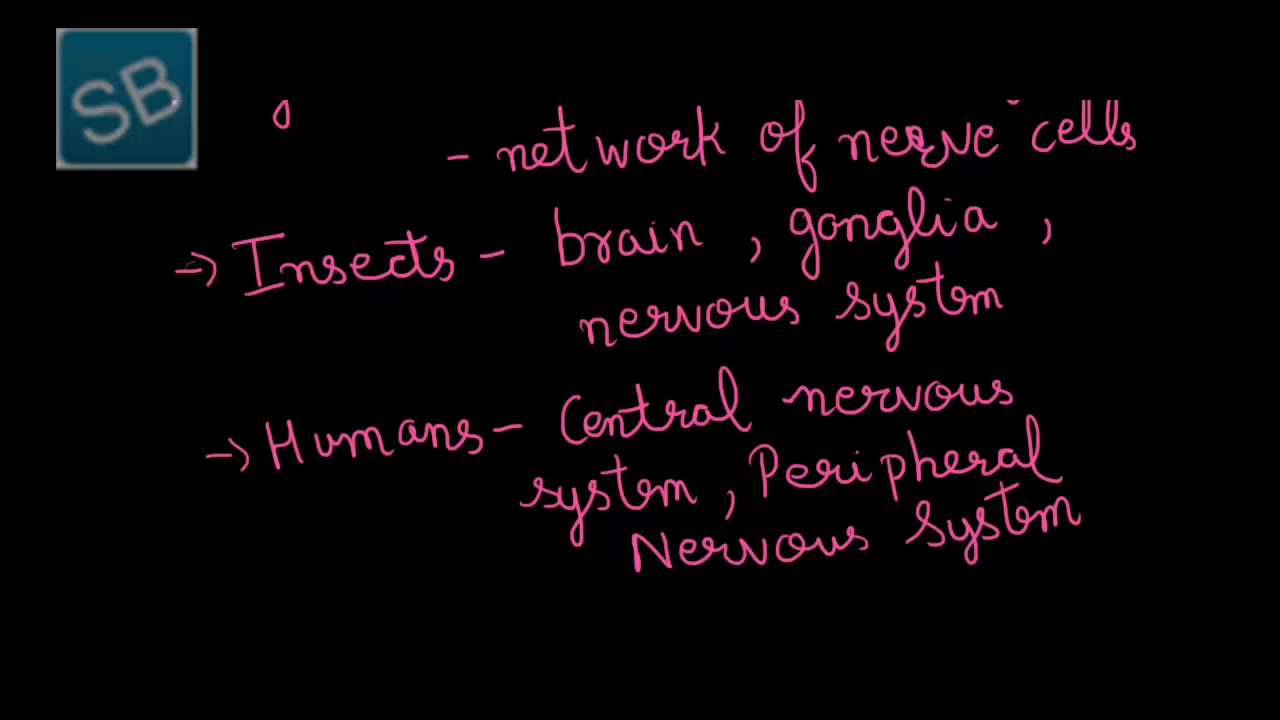 SB
- network of nerve cells
→ Insects - brain, ganglia,
nervous system
→ Humans - Central nervous
system, Peripheral
Nervous system